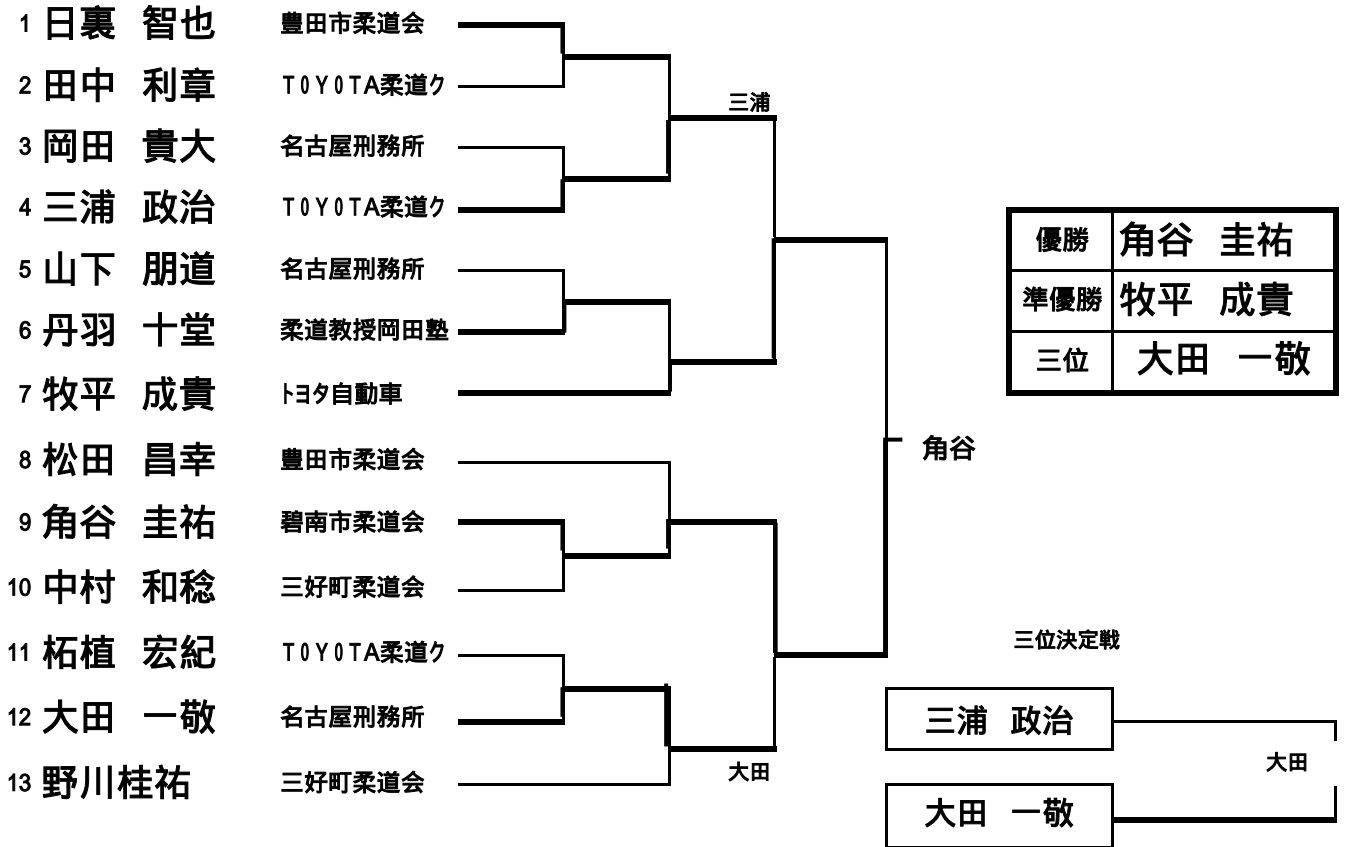 1 日裏 智也 豊田市柔道会
2 田中 利章 TOYOTA柔道ク
三浦
3 岡田 貴大 名古屋刑務所
4 三浦 政治 TOYOTA柔道ク
5 山下 朋道 名古屋刑務所
6 丹羽 十堂 柔道教授岡田塾
7 牧平 成貴 トヨタ自動車
8 松田 昌幸 豊田市柔道会
9 角谷 圭祐 碧南市柔道会
10 中村 和稔 三好町柔道会
11 柘植 宏紀 TOYOTA柔道ク
12 大田 一敬 名古屋刑務所
13 野川桂祐 三好町柔道会
大田
角谷
優勝 角谷 圭祐
準優勝 牧平 成貴
三位 大田 一敬
三位決定戦
三浦 政治
大田
大田 一敬